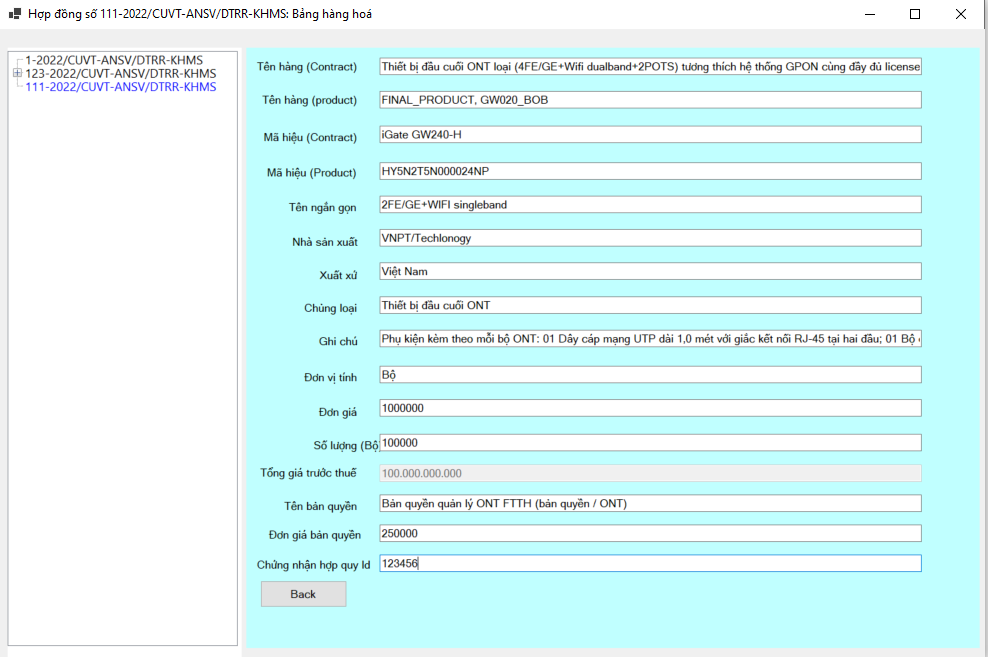 Hợp đồng số 111-2022/CUVT-ANSV/DTRR-KHMS: Bảng hàng hoá
1-2022/CUVT-ANSV/DTRR-KHMS
123-2022/CUVT-ANSV/DTRR-KHMS
111-2022/CUVT-ANSV/DTRR-KHMS
Tên hàng (Contract) Thiết bị đầu cuối ONT loại (4FE/GE+Wifi dualband+2POTS) tương thích hệ thống GPON cùng đầy đủ license
Tên hàng (product) FINAL_PRODUCT, GW020_BOB
Mã hiệu (Contract) iGate GW240-H
Mã hiệu (Product) HY5N2T5N000024NP
Tên ngắn gọn 2FE/GE+WIFI singleband
Nhà sản xuất VNPT/Techlonogy
Xuất xứ Việt Nam
Chủng loại Thiết bị đầu cuối ONT
Ghi chú Phụ kiện kèm theo mỗi bộ ONT: 01 Dây cáp mạng UTP dài 1,0 mét với giắc kết nối RJ-45 tại hai đầu; 01 Bộ
Đơn vị tính Bộ
Đơn giá 1000000
Số lượng (Bộ 100000
Tổng giá trước thuế 100.000.000.000
Tên bản quyền Bản quyền quản lý ONT FTTH (bản quyền / ONT)
Đơn giá bản quyền 250000
Chứng nhận hợp quy Id 123456
Back